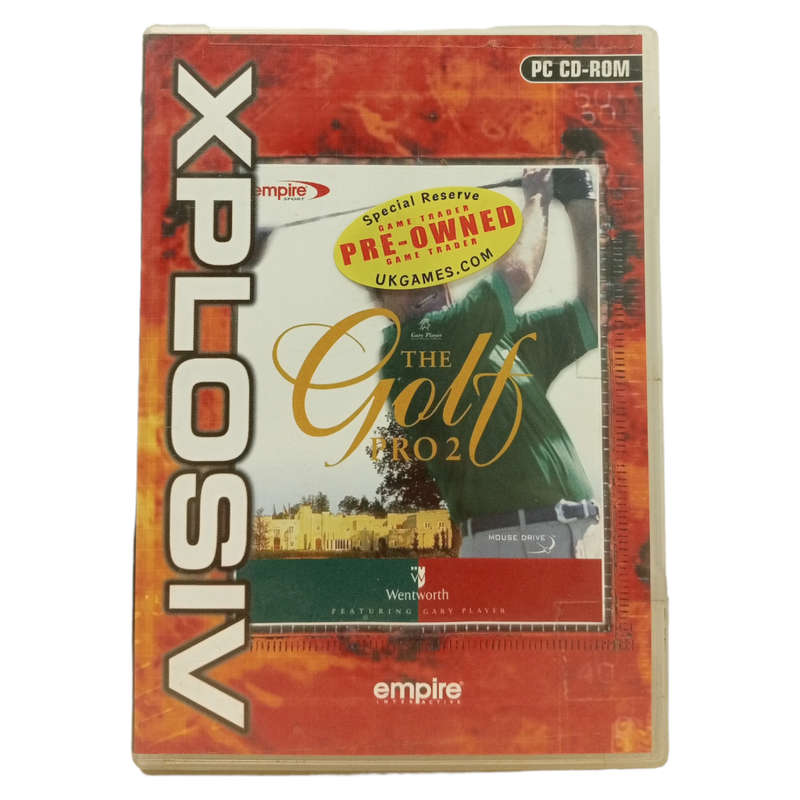 PC CD-ROM
XPLOSIV
empire
SPORT
Special Reserve
GAME TRADER
PRE-OWNED
GAME TRADER
UKGAMES.COM
Gary Player
THE
Golf
PRO 2
MOUSE DRIVE
Wentworth
FEATURING GARY PLAYER
empire
INTERACTIVE